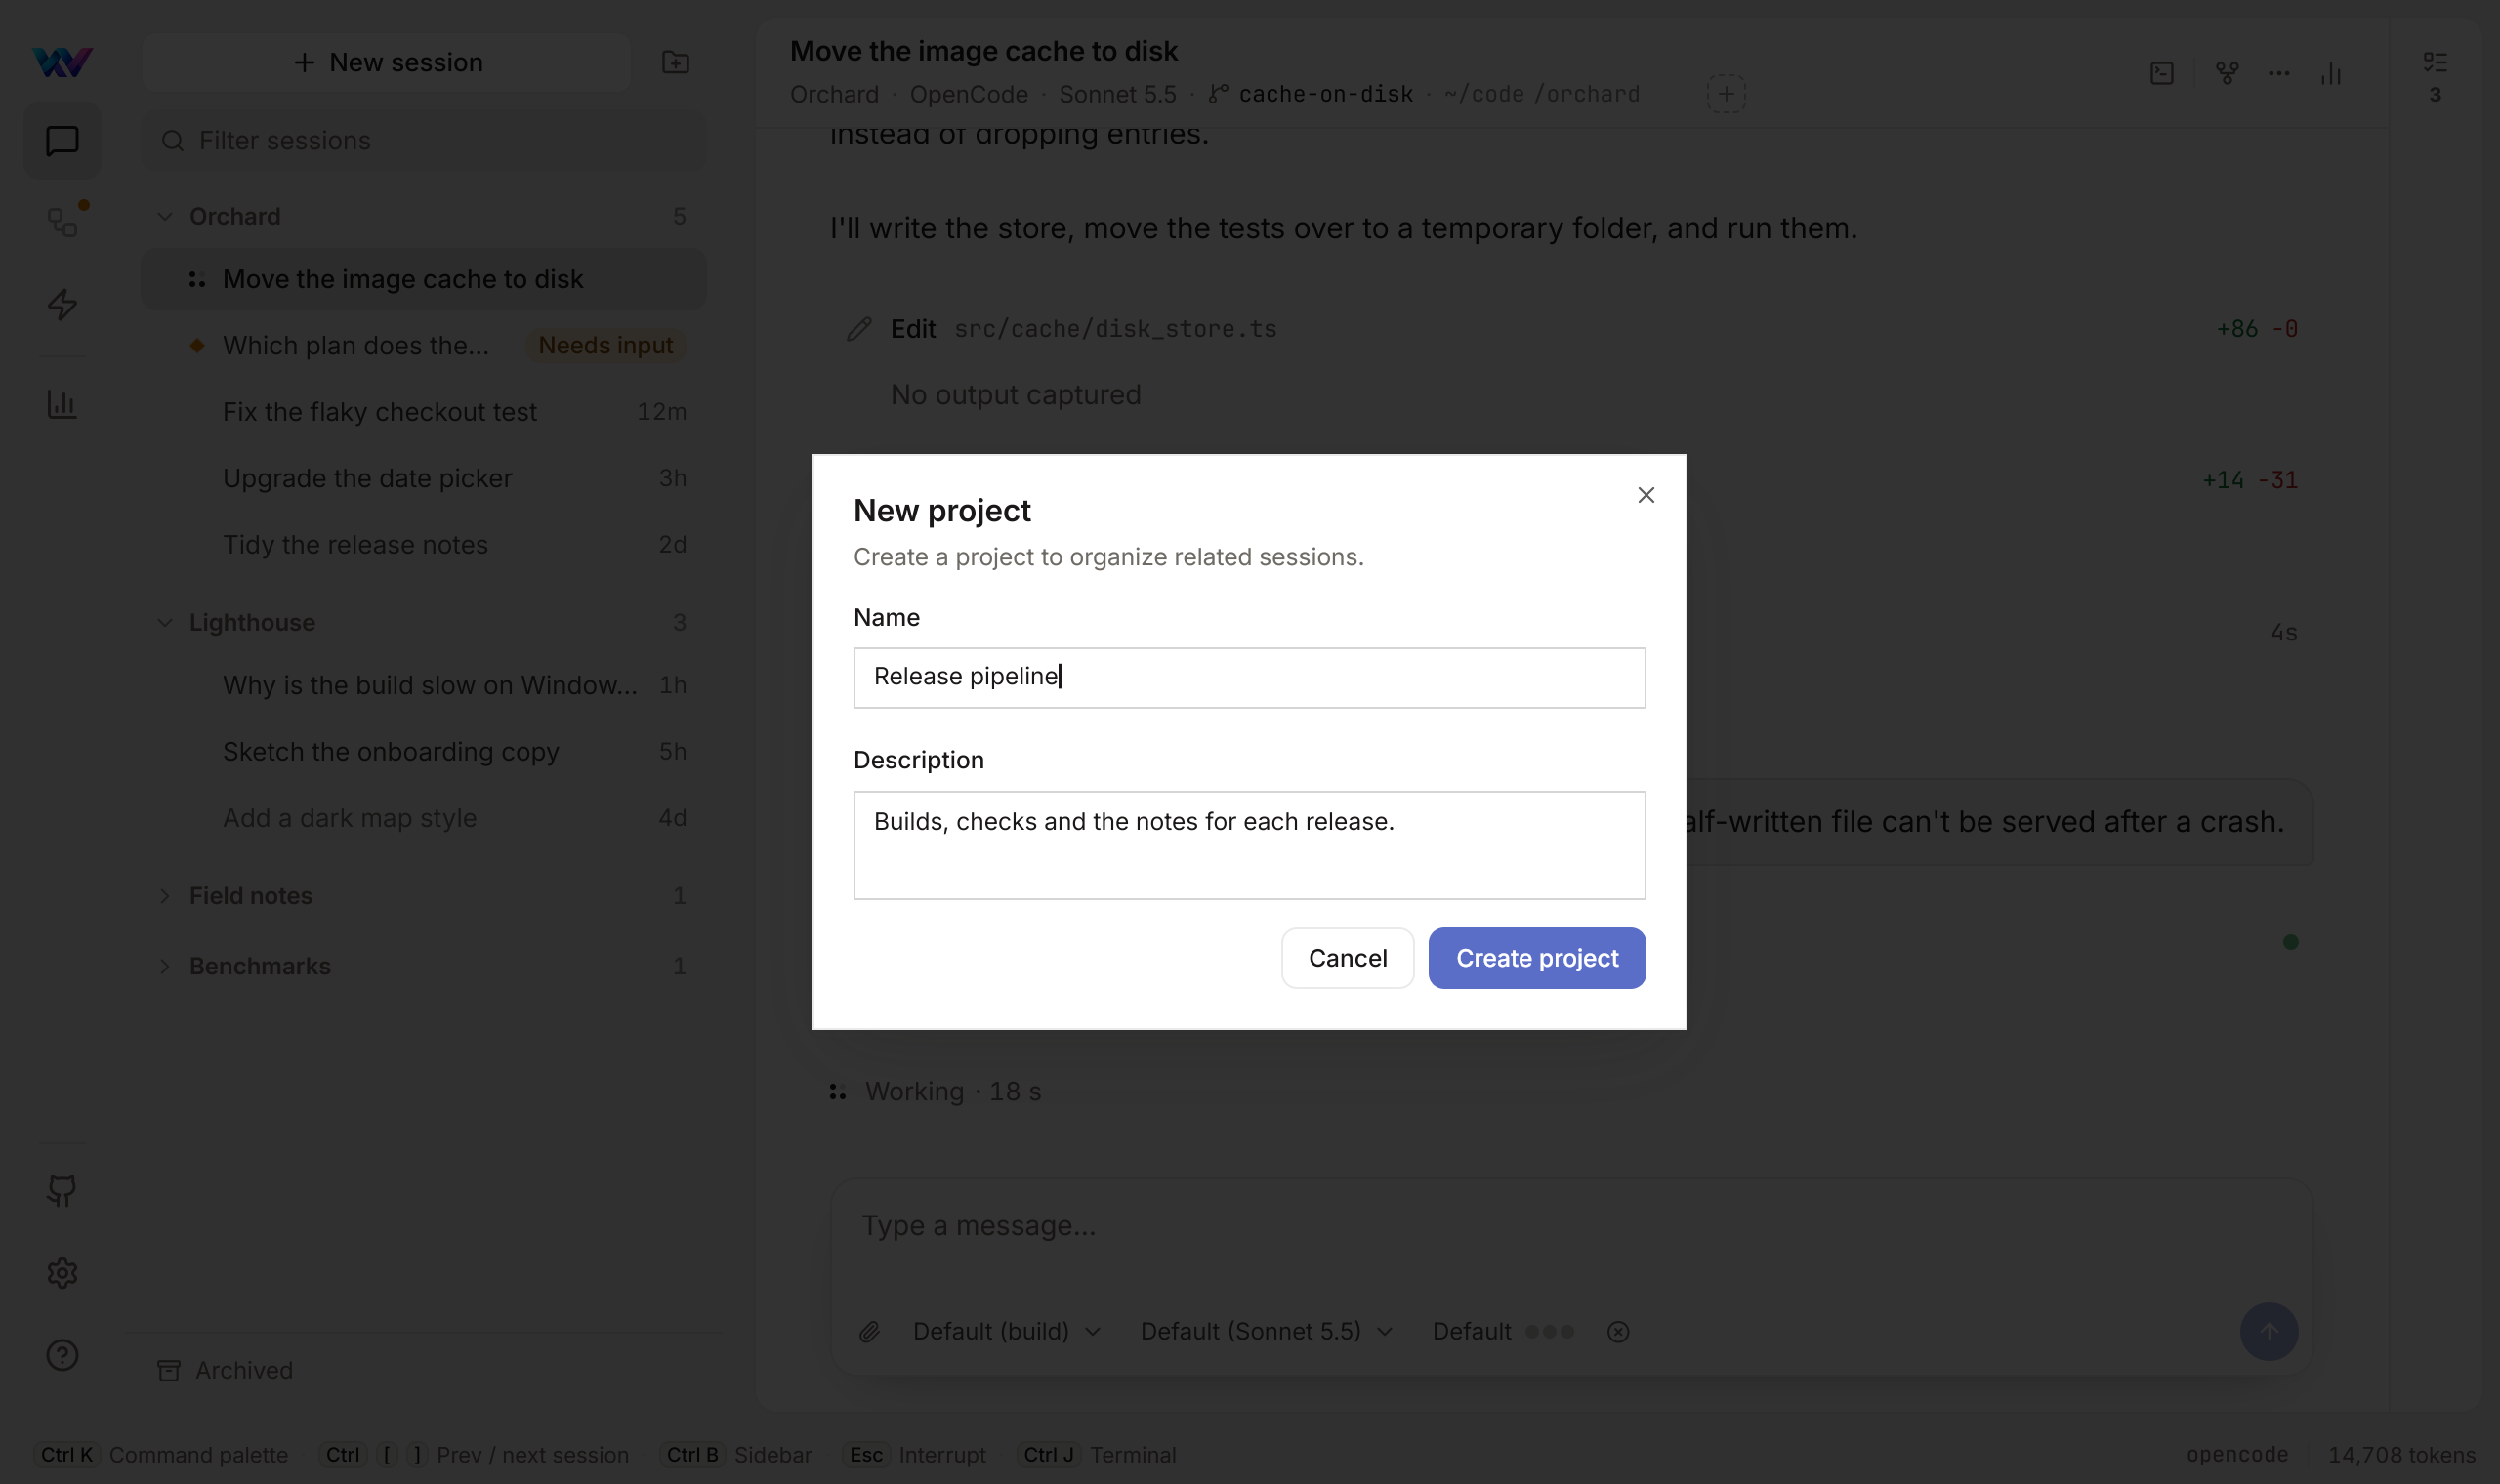 New session
Filter sessions
Orchard 5
Move the image cache to disk
Which plan does the... Needs input
Fix the flaky checkout test 12m
Upgrade the date picker 3h
Tidy the release notes 2d
Lighthouse 3
Why is the build slow on Window... 1h
Sketch the onboarding copy 5h
Add a dark map style 4d
Field notes 1
Benchmarks 1
Archived
Move the image cache to disk
Orchard · OpenCode · Sonnet 5.5 · cache-on-disk · ~/code /orchard
3
instead of dropping entries.
I'll write the store, move the tests over to a temporary folder, and run them.
Edit src/cache/disk_store.ts +86 -0
No output captured
+14 -31
4s
alf-written file can't be served after a crash.
New project
Create a project to organize related sessions.
Name
Release pipeline
Description
Builds, checks and the notes for each release.
Cancel Create project
Working · 18 s
Type a message...
Default (build) Default (Sonnet 5.5) Default
Ctrl K Command palette Ctrl [ ] Prev / next session Ctrl B Sidebar Esc Interrupt Ctrl J Terminal opencode 14,708 tokens